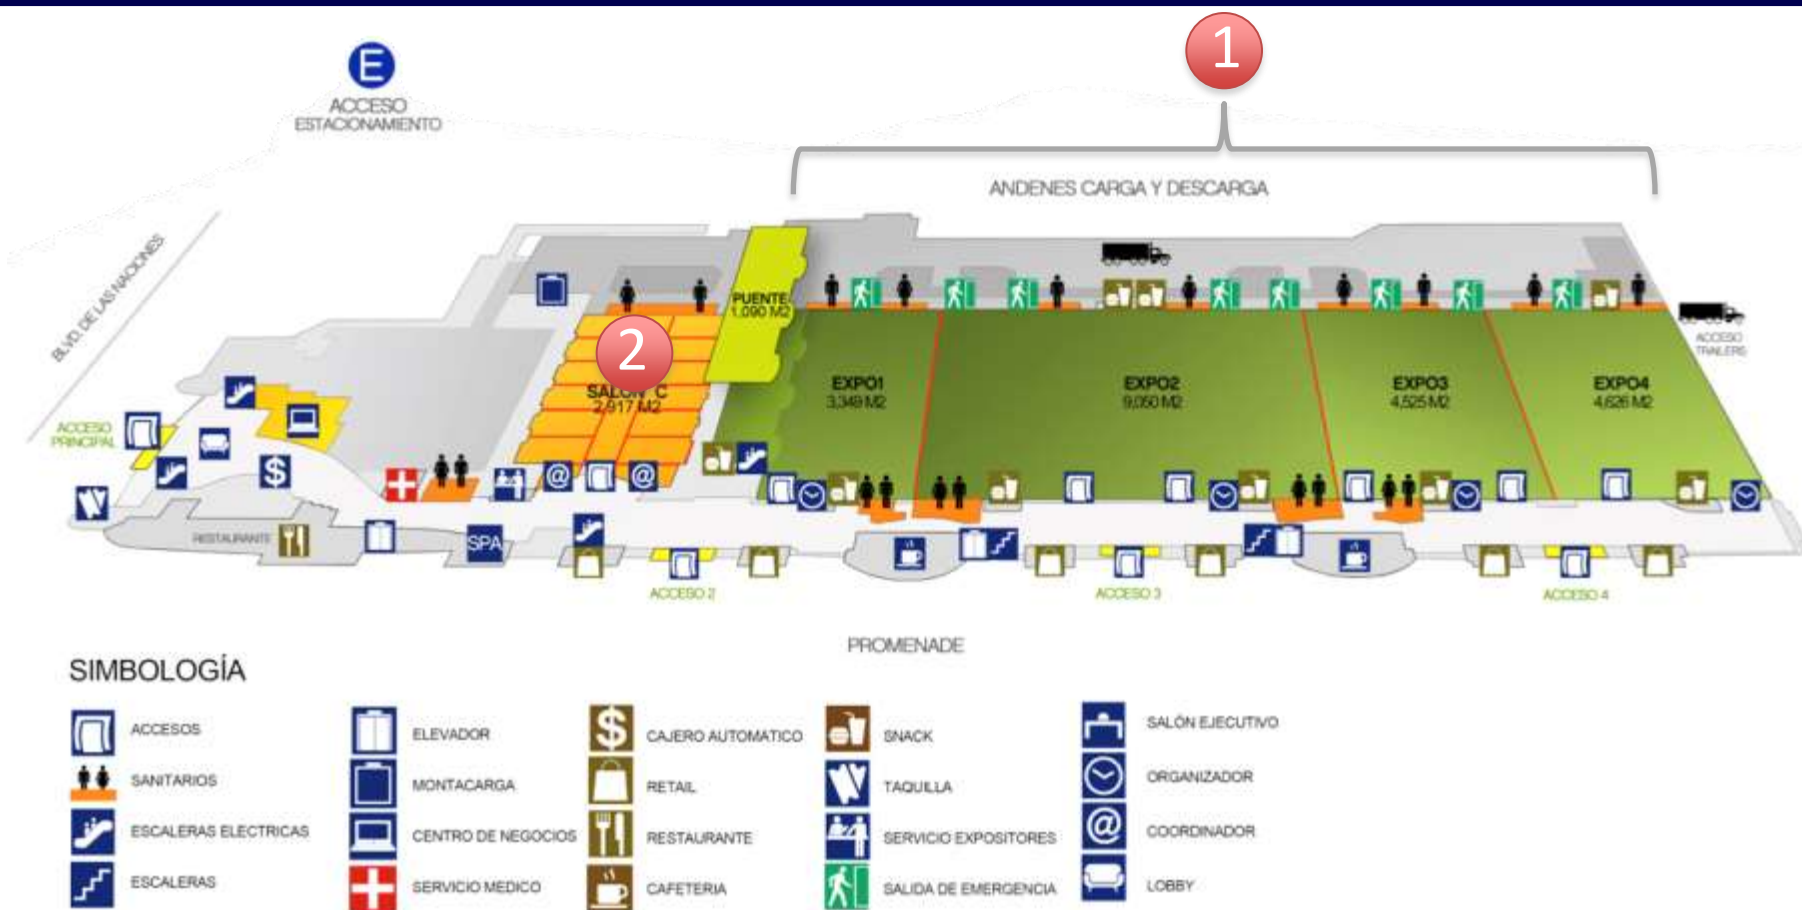 1
E
ACCESO
ESTACIONAMIENTO
ANDENES CARGA Y DESCARGA
BLVD. DE LAS NACIONES
PUENTE
1,090 M2
2
SALON C
2,917 M2
EXPO1
3,349 M2
EXPO2
9,050 M2
EXPO3
4,525 M2
EXPO4
4,626 M2
ACCESO
TRAILERS
ACCESO
PRINCIPAL
$
@
@
RESTAURANTE
SPA
ACCESO 2
ACCESO 3
ACCESO 4
PROMENADE
SIMBOLOGÍA
ACCESOS
SANITARIOS
ESCALERAS ELECTRICAS
ESCALERAS
ELEVADOR
MONTACARGA
CENTRO DE NEGOCIOS
SERVICIO MEDICO
$ CAJERO AUTOMATICO
RETAIL
RESTAURANTE
CAFETERIA
SNACK
TAQUILLA
SERVICIO EXPOSITORES
SALIDA DE EMERGENCIA
SALÓN EJECUTIVO
ORGANIZADOR
@ COORDINADOR
LOBBY